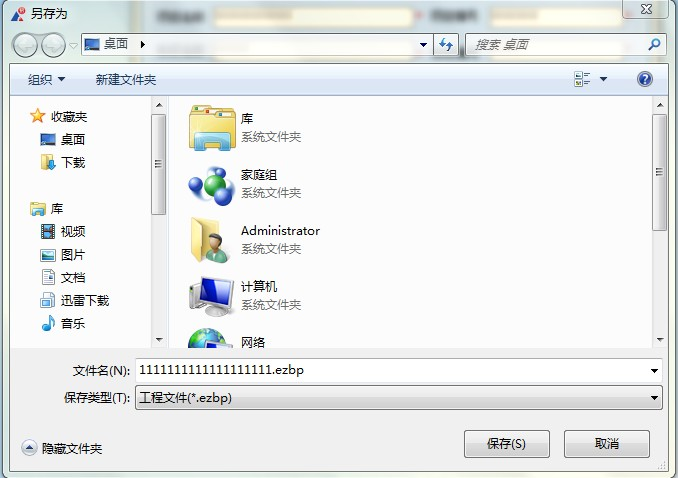 另存为
桌面
搜索 桌面
组织
新建文件夹
收藏夹
桌面
下载
库
视频
图片
文档
迅雷下载
音乐
库
系统文件夹
家庭组
系统文件夹
Administrator
系统文件夹
计算机
系统文件夹
网络
文件名(N):
1111111111111111111.ezbp
保存类型(T):
工程文件(*.ezbp)
隐藏文件夹
保存(S)
取消